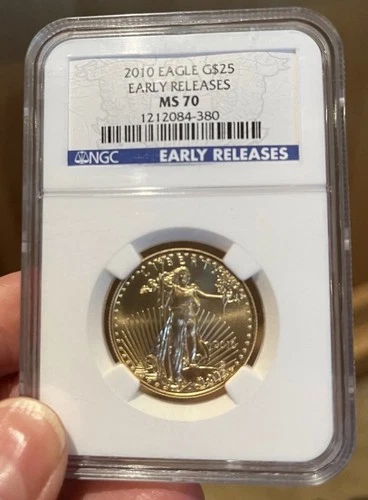 2010 EAGLE G$25
EARLY RELEASES
MS 70
1212084-380
NGC EARLY RELEASES
LIBERTY